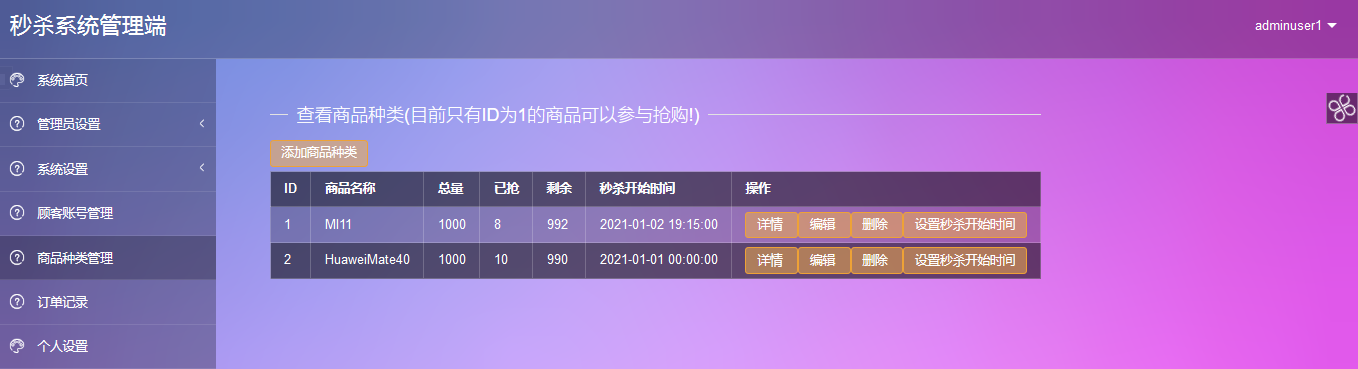 秒杀系统管理端
adminuser1
系统首页
管理员设置
系统设置
顾客账号管理
商品种类管理
订单记录
个人设置
查看商品种类(目前只有ID为1的商品可以参与抢购!)
添加商品种类
ID 商品名称 总量 已抢 剩余 秒杀开始时间 操作
1 MI11 1000 8 992 2021-01-02 19:15:00 详情 编辑 删除 设置秒杀开始时间
2 HuaweiMate40 1000 10 990 2021-01-01 00:00:00 详情 编辑 删除 设置秒杀开始时间